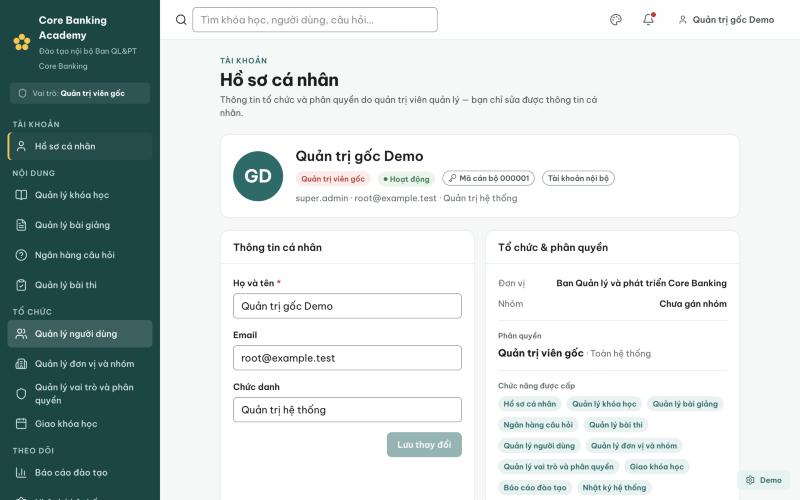 Core Banking
Academy
Đào tạo nội bộ Ban QL&PT
Core Banking
Vai trò: Quản trị viên gốc
TÀI KHOẢN
Hồ sơ cá nhân
NỘI DUNG
Quản lý khóa học
Quản lý bài giảng
Ngân hàng câu hỏi
Quản lý bài thi
TỔ CHỨC
Quản lý người dùng
Quản lý đơn vị và nhóm
Quản lý vai trò và phân
quyền
Giao khóa học
THEO DÕI
Báo cáo đào tạo
Tìm khóa học, người dùng, câu hỏi...
Quản trị gốc Demo
TÀI KHOẢN
Hồ sơ cá nhân
Thông tin tổ chức và phân quyền do quản trị viên quản lý — bạn chỉ sửa được thông tin cá
nhân.
GD
Quản trị gốc Demo
Quản trị viên gốc
Hoạt động
Mã cán bộ 000001
Tài khoản nội bộ
super.admin · root@example.test · Quản trị hệ thống
Thông tin cá nhân
Họ và tên *
Quản trị gốc Demo
Email
root@example.test
Chức danh
Quản trị hệ thống
Lưu thay đổi
Tổ chức & phân quyền
Đơn vị Ban Quản lý và phát triển Core Banking
Nhóm Chưa gán nhóm
Phân quyền
Quản trị viên gốc · Toàn hệ thống
Chức năng được cấp
Hồ sơ cá nhân Quản lý khóa học Quản lý bài giảng
Ngân hàng câu hỏi Quản lý bài thi
Quản lý người dùng Quản lý đơn vị và nhóm
Quản lý vai trò và phân quyền Giao khóa học
Báo cáo đào tạo Nhật ký hệ thống
Demo